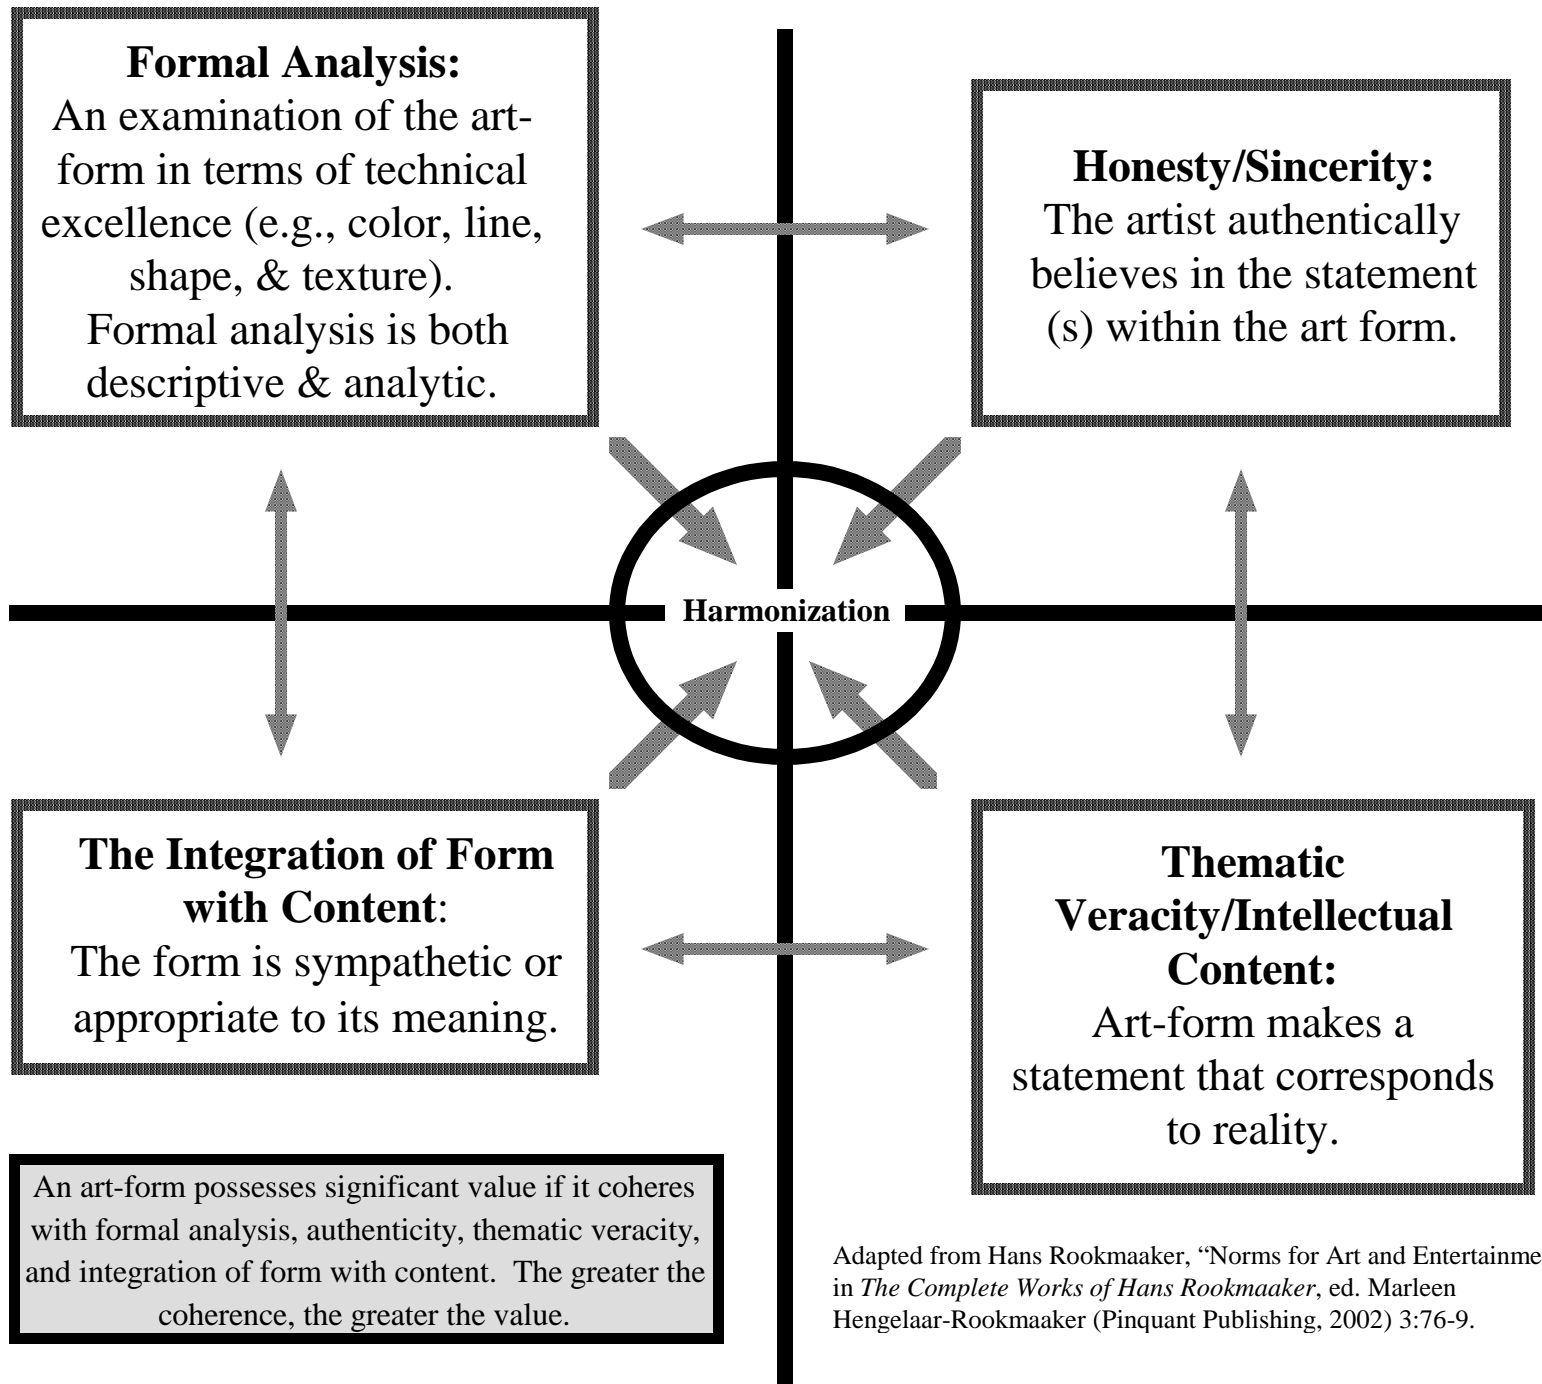 Formal Analysis:
An examination of the art-
form in terms of technical
excellence (e.g., color, line,
shape, & texture).
Formal analysis is both
descriptive & analytic.
Honesty/Sincerity:
The artist authentically
believes in the statement
(s) within the art form.
Harmonization
The Integration of Form
with Content:
The form is sympathetic or
appropriate to its meaning.
Thematic
Veracity/Intellectual
Content:
Art-form makes a
statement that corresponds
to reality.
An art-form possesses significant value if it coheres
with formal analysis, authenticity, thematic veracity,
and integration of form with content.  The greater the
coherence, the greater the value.
Adapted from Hans Rookmaaker, “Norms for Art and Entertainme
in The Complete Works of Hans Rookmaaker, ed. Marleen
Hengelaar-Rookmaaker (Pinquant Publishing, 2002) 3:76-9.